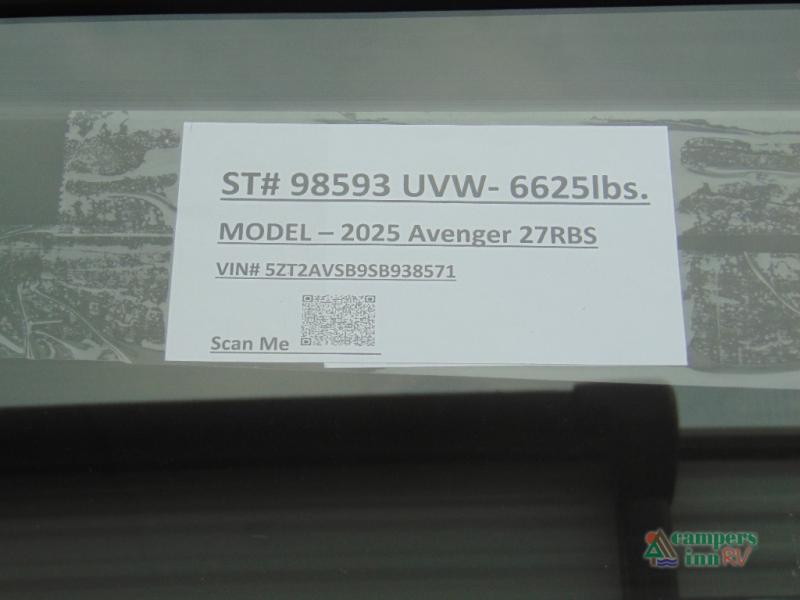 ST# 98593 UVW- 6625lbs.
MODEL – 2025 Avenger 27RBS
VIN# 5ZT2AVSB9SB938571
Scan Me
campers
inn RV